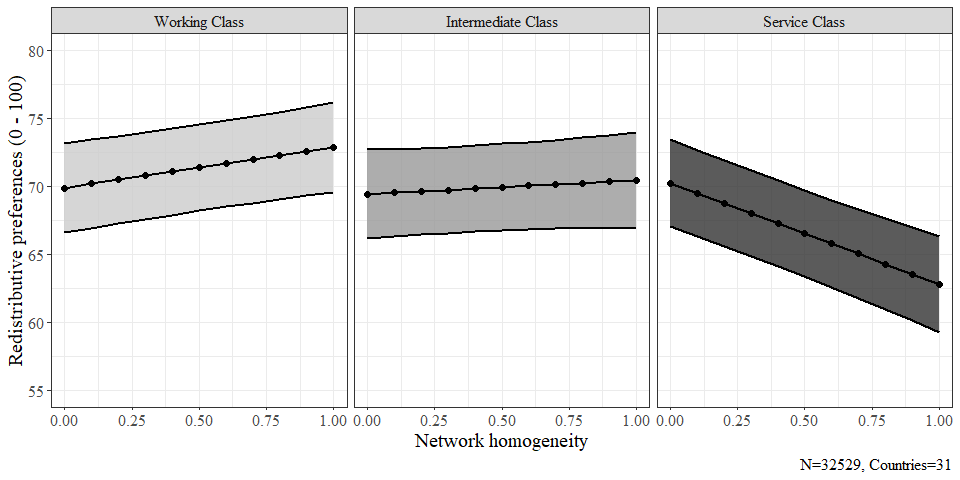 Working Class Intermediate Class Service Class
Redistributive preferences (0 - 100)
80
75
70
65
60
55
0.00 0.25 0.50 0.75 1.00 0.00 0.25 0.50 0.75 1.00 0.00 0.25 0.50 0.75 1.00
Network homogeneity
N=32529, Countries=31